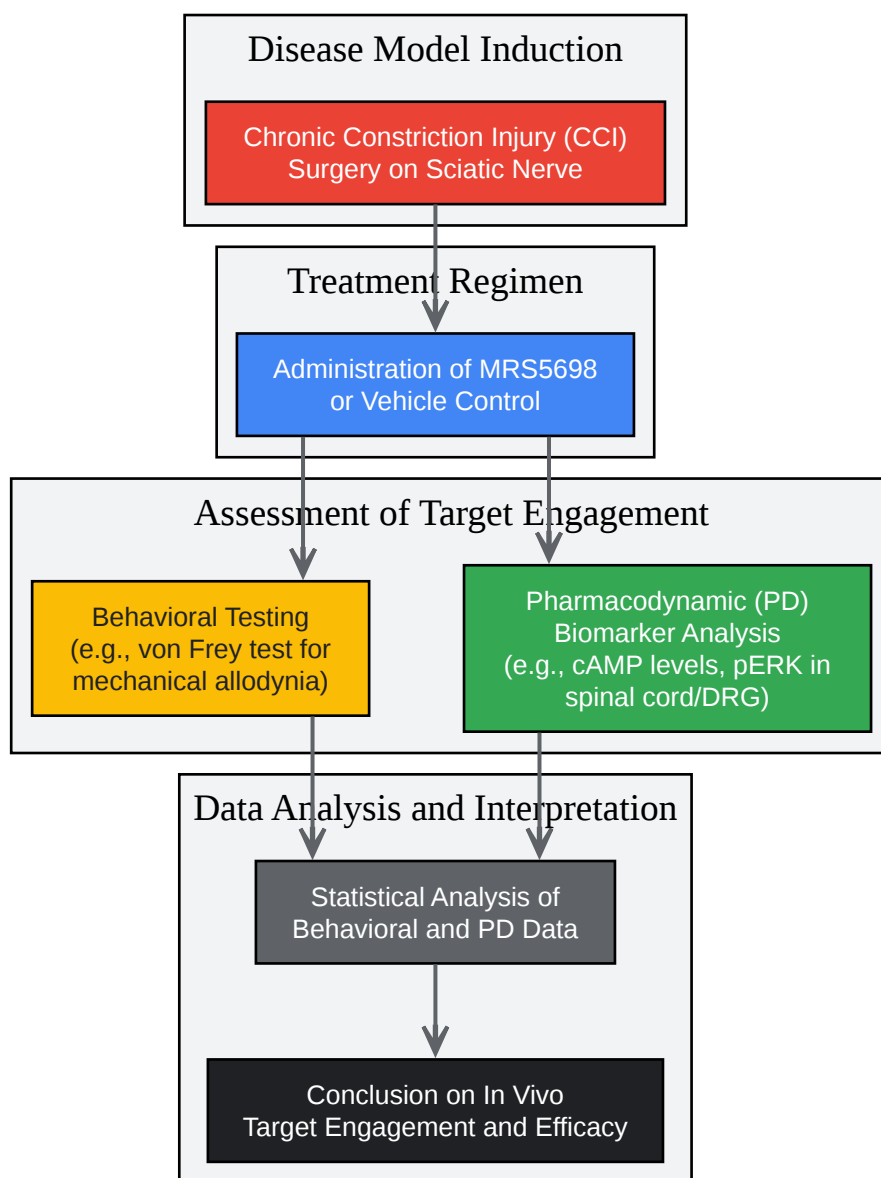 Disease Model Induction
Chronic Constriction Injury (CCI)
Surgery on Sciatic Nerve
Treatment Regimen
Administration of MRS5698
or Vehicle Control
Assessment of Target Engagement
Behavioral Testing
(e.g., von Frey test for
mechanical allodynia)
Pharmacodynamic (PD)
Biomarker Analysis
(e.g., cAMP levels, pERK in
spinal cord/DRG)
Data Analysis and Interpretation
Statistical Analysis of
Behavioral and PD Data
Conclusion on In Vivo
Target Engagement and Efficacy